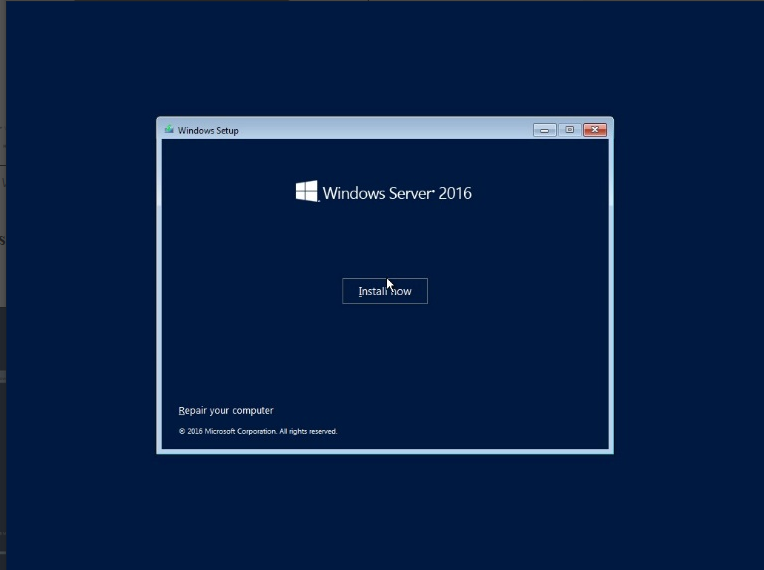 Windows Setup
Windows Server 2016
Install now
Repair your computer
© 2016 Microsoft Corporation. All rights reserved.